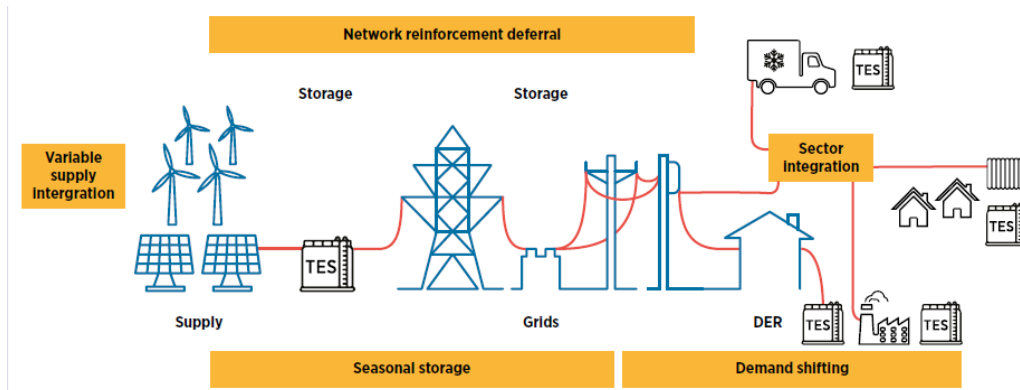 Network reinforcement deferral
Storage
Storage
TES
Variable
supply
intergration
Sector
integration
TES
TES
Supply
Grids
DER
TES
TES
Seasonal storage
Demand shifting